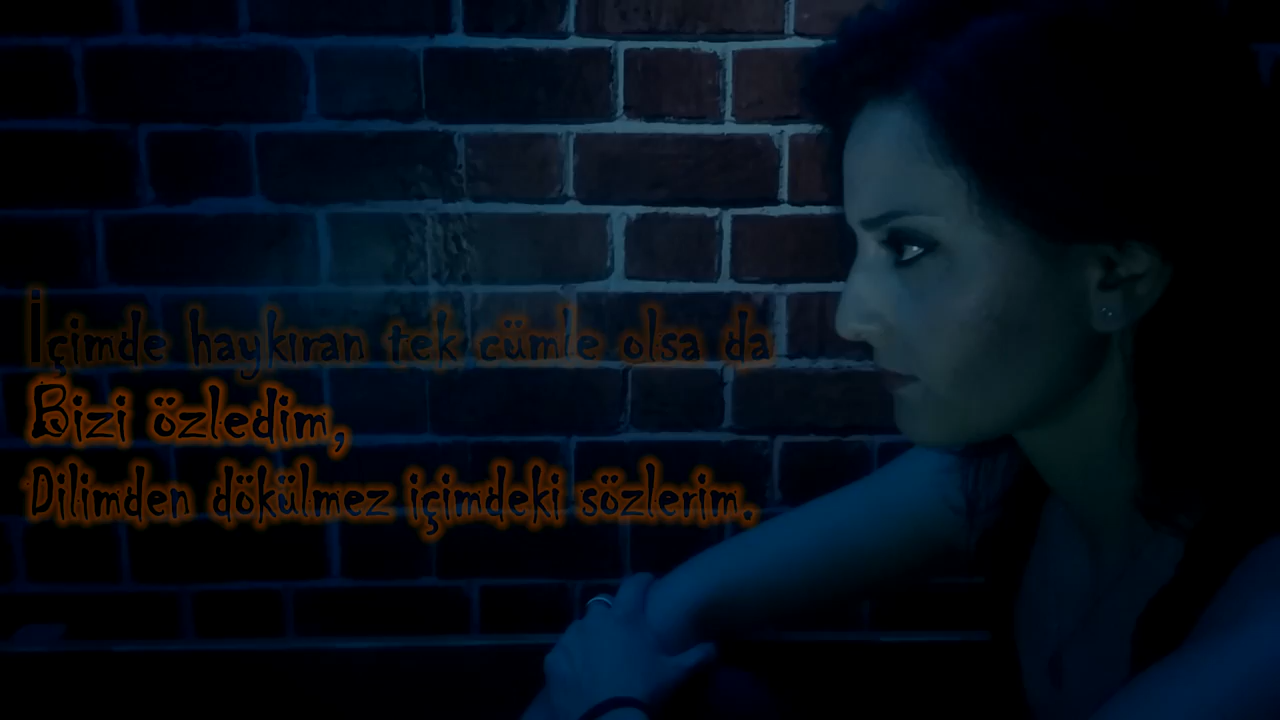 İçimde haykıran tek cümle olsa da
Bizi özledim,
Dilimden dökülmez içimdeki sözlerim.